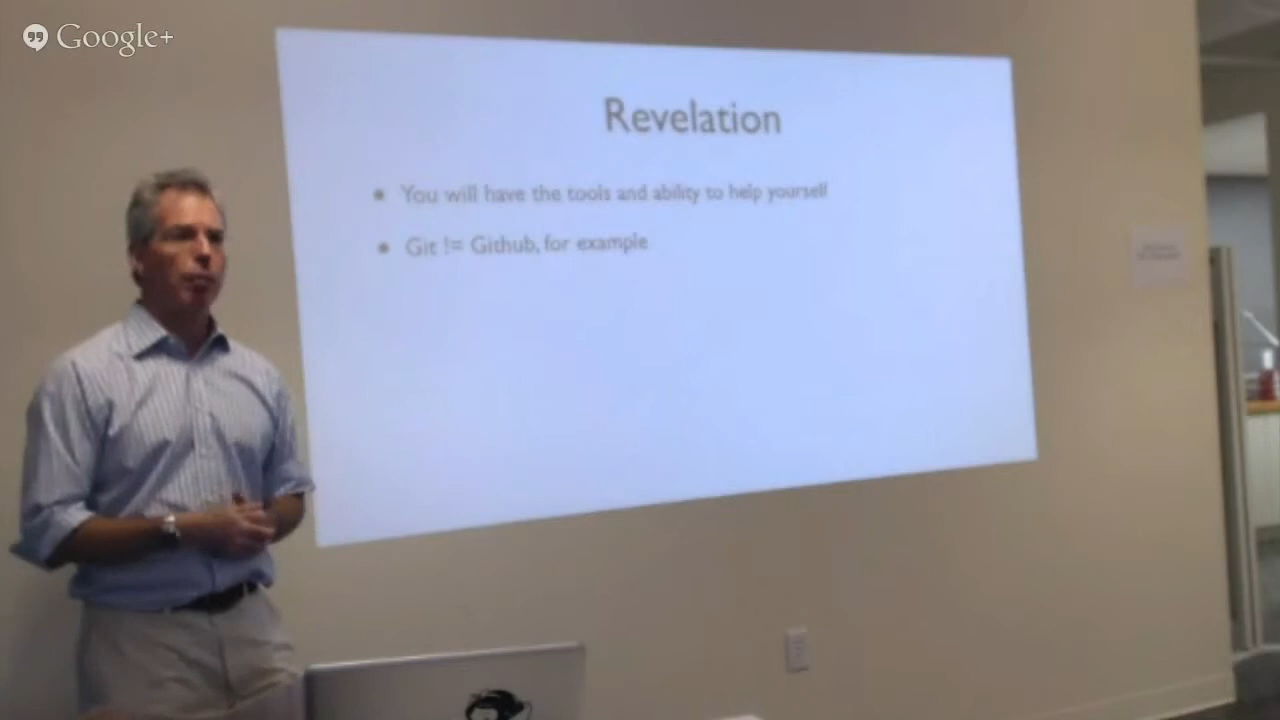 Google+
Revelation
• You will have the tools and ability to help yourself
• Git != Github, for example